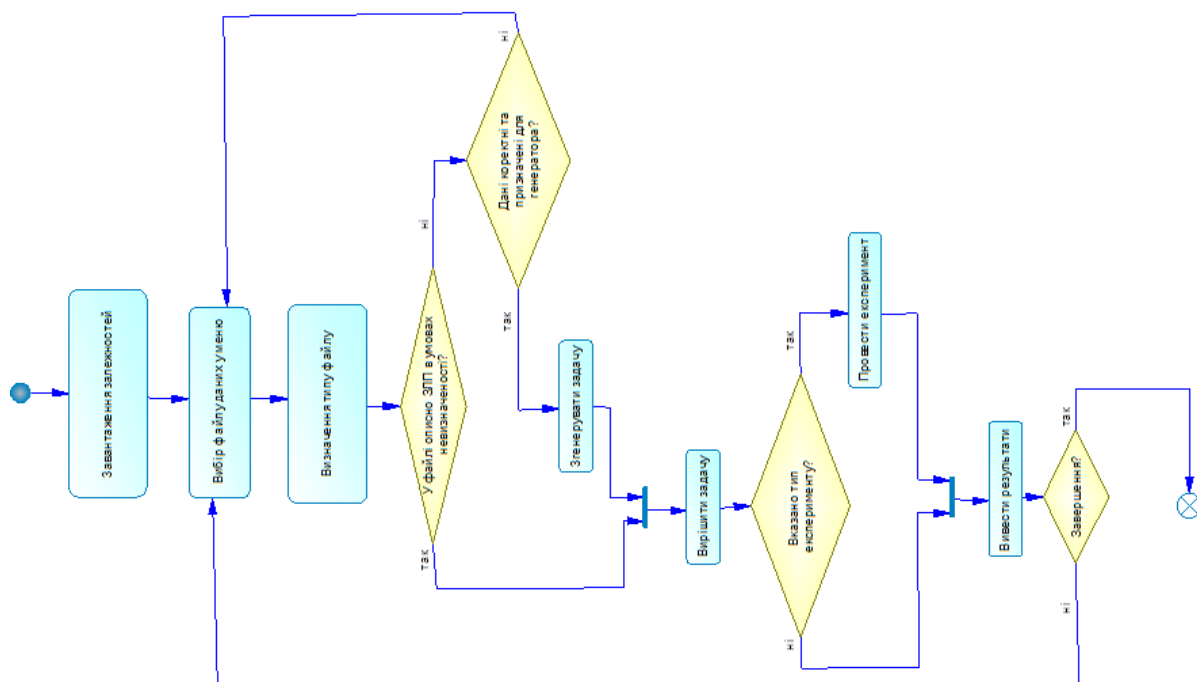 Завантаження залежностей
Вибір файлу даних у меню
Визначення типу файлу
У файлі описно ЗЛП в умовах
невизначеності?
ні
так
Дані коректні та
призначені для
генератора?
ні
так
Згенерувати задачу
Вирішити задачу
Вказано тип
експерименту?
так
ні
Провести експеримент
Вивести результати
Завершення?
так
ні